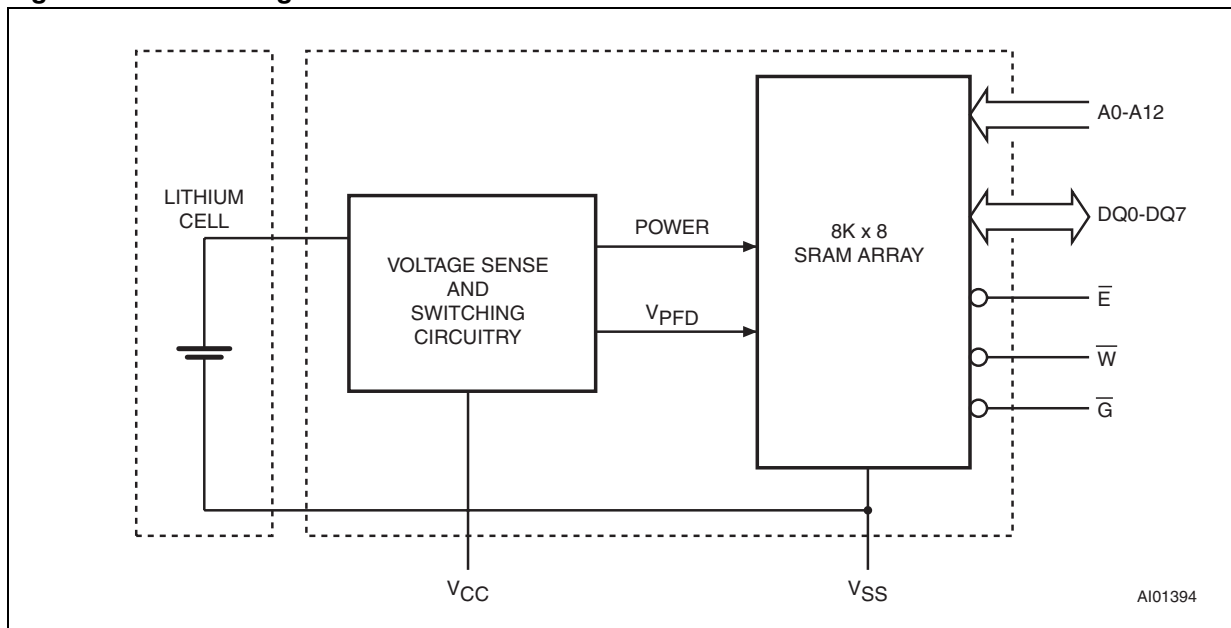 LITHIUM
CELL
VOLTAGE SENSE
AND
SWITCHING
CIRCUITRY
POWER
VPFD
8K x 8
SRAM ARRAY
A0-A12
DQ0-DQ7
E̅
W̅
G̅
VCC
VSS
AI01394